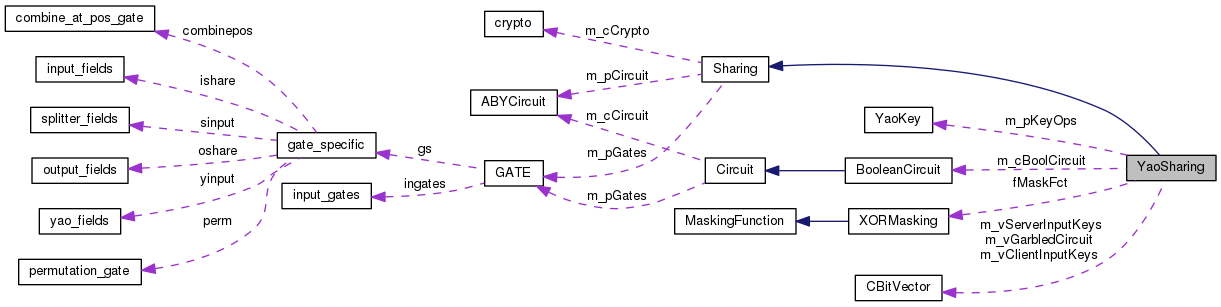 combine_at_pos_gate
combinepos
crypto
m_cCrypto
input_fields
ishare
Sharing
m_pCircuit
ABYCircuit
splitter_fields
sinput
m_cCircuit
YaoKey
m_pKeyOps
gate_specific
gs
m_pGates
output_fields
oshare
GATE
Circuit
BooleanCircuit
m_cBoolCircuit
YaoSharing
yinput
input_gates
ingates
m_pGates
fMaskFct
yao_fields
perm
MaskingFunction
XORMasking
m_vServerInputKeys
m_vGarbledCircuit
m_vClientInputKeys
permutation_gate
CBitVector